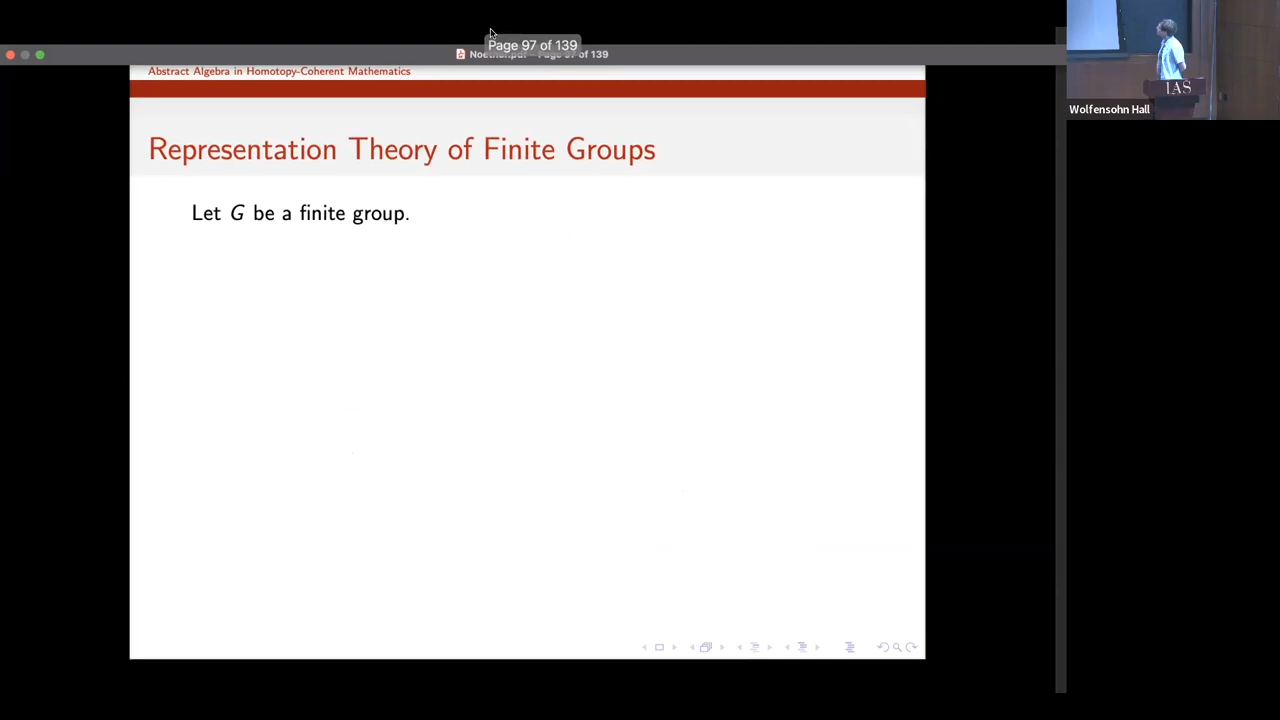 Page 97 of 139
Abstract Algebra in Homotopy-Coherent Mathematics
Representation Theory of Finite Groups
Let G be a finite group.
IAS
Wolfensohn Hall